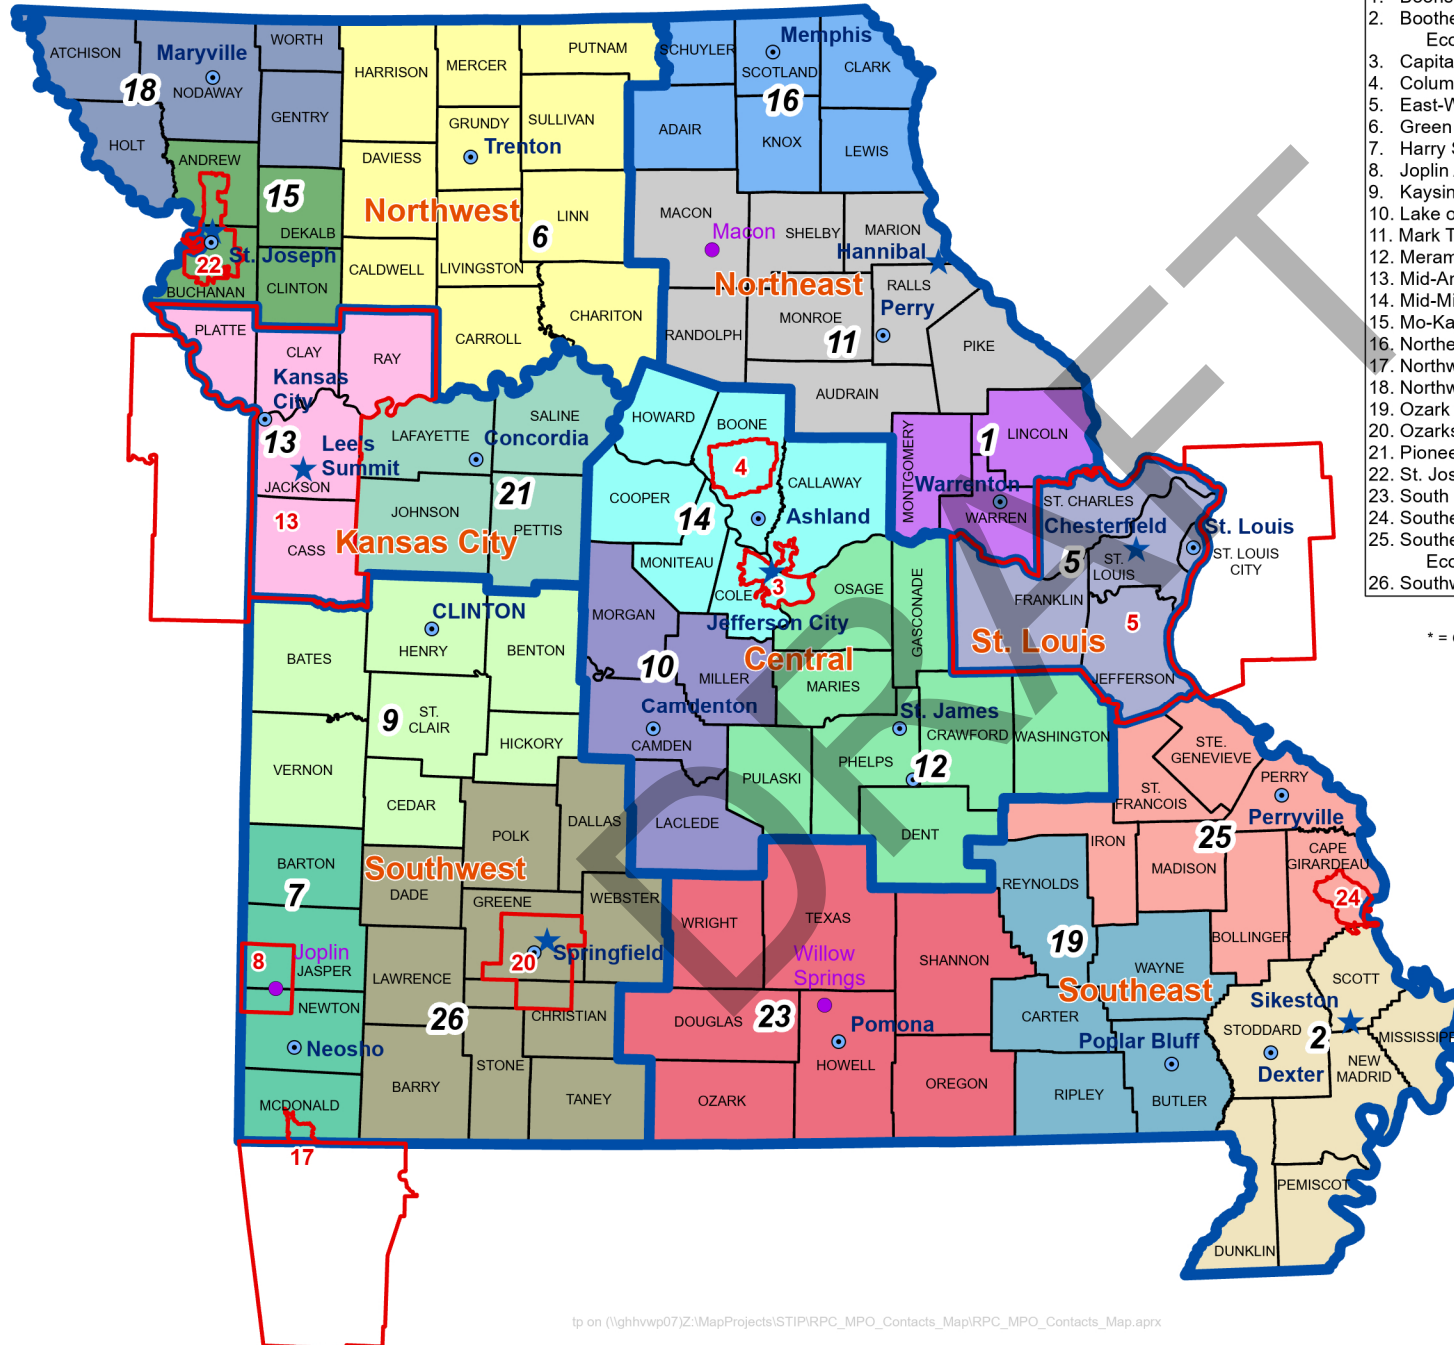 ATCHISON
Maryville
WORTH
18
NODAWAY
GENTRY
HOLT
HARRISON
MERCER
PUTNAM
GRUNDY
SULLIVAN
Trenton
DAVIESS
Northwest
LINN
6
CALDWELL
LIVINGSTON
CARROLL
CHARITON
SCHUYLER
Memphis
SCOTLAND
CLARK
16
ADAIR
KNOX
LEWIS
ANDREW
15
DEKALB
St. Joseph
22
BUCHANAN
CLINTON
MACON
Macon
SHELBY
MARION
Hannibal
Northeast
RALLS
MONROE
Perry
RANDOLPH
11
PIKE
AUDRAIN
PLATTE
CLAY
RAY
Kansas
City
13
Lee's
Summit
JACKSON
13
CASS
LAFAYETTE
SALINE
Concordia
21
JOHNSON
PETTIS
Kansas City
HOWARD
BOONE
4
CALLAWAY
COOPER
14
Ashland
MONITEAU
COLE
3
Jefferson City
OSAGE
MONTGOMERY
1
LINCOLN
Warrenton
WARREN
ST. CHARLES
Chesterfield
St. Louis
5
ST.
LOUIS
ST. LOUIS
CITY
FRANKLIN
5
St. Louis
JEFFERSON
GASCONADE
Central
MORGAN
10
MILLER
MARIES
Camdenton
CAMDEN
LACLEDE
St. James
CRAWFORD
WASHINGTON
PHELPS
12
PULASKI
DENT
CLINTON
HENRY
BENTON
BATES
9
ST.
CLAIR
HICKORY
VERNON
CEDAR
BARTON
7
Southwest
POLK
DALLAS
DADE
GREENE
WEBSTER
Joplin
8
JASPER
20
Springfield
LAWRENCE
NEWTON
26
CHRISTIAN
Neosho
STONE
BARRY
TANEY
MCDONALD
17
WRIGHT
TEXAS
Willow
Springs
SHANNON
DOUGLAS
23
Pomona
HOWELL
OZARK
OREGON
STE.
GENEVIEVE
ST.
FRANCOIS
PERRY
Perryville
25
IRON
MADISON
CAPE
GIRARDEAU
24
REYNOLDS
19
BOLLINGER
WAYNE
Southeast
CARTER
Poplar Bluff
RIPLEY
BUTLER
SCOTT
Sikeston
STODDARD
2
MISSISSIPP
NEW
MADRID
Dexter
PEMISCOT
DUNKLIN
DRAFT
2. Boothe
Eco
3. Capita
4. Colum
5. East-W
6. Green
7. Harry S
8. Joplin
9. Kaysin
10. Lake o
11. Mark T
12. Meram
13. Mid-Ar
14. Mid-Mi
15. Mo-Ka
16. Northe
17. Northw
18. Northw
19. Ozark
20. Ozarks
21. Pionee
22. St. Jos
23. South
24. Southe
25. Southe
Eco
26. Southw
* =
tp on (\\ghhvwp07)Z:\MapProjects\STIP\RPC_MPO_Contacts_Map\RPC_MPO_Contacts_Map.aprx